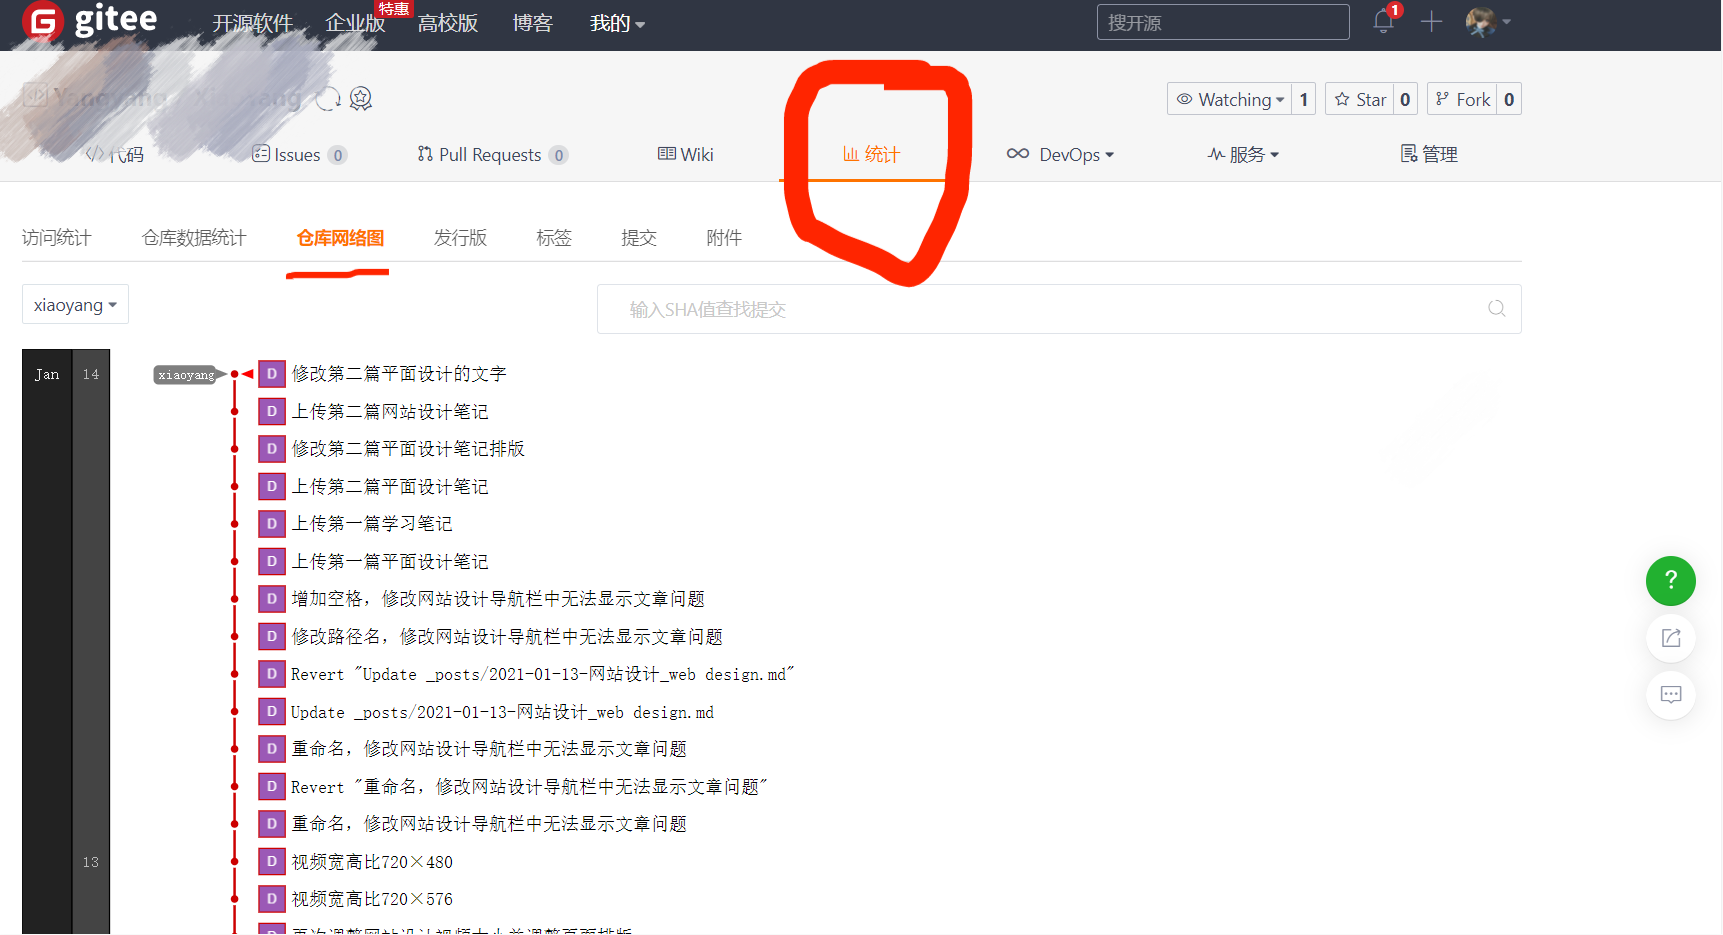 gitee 开源软件 企业版 特惠 高校版 博客 我的 搜开源 1
Watching 1 Star 0 Fork 0
代码 Issues 0 Pull Requests 0 Wiki 统计 DevOps 服务 管理
访问统计 仓库数据统计 仓库网络图 发行版 标签 提交 附件
xiaoyang 输入SHA值查找提交
Jan 14 xiaoyang D 修改第二篇平面设计的文字
D 上传第二篇网站设计笔记
D 修改第二篇平面设计笔记排版
D 上传第二篇平面设计笔记
D 上传第一篇学习笔记
D 上传第一篇平面设计笔记
D 增加空格，修改网站设计导航栏中无法显示文章问题
D 修改路径名，修改网站设计导航栏中无法显示文章问题
D Revert "Update _posts/2021-01-13-网站设计_web design.md"
D Update _posts/2021-01-13-网站设计_web design.md
D 重命名，修改网站设计导航栏中无法显示文章问题
D Revert "重命名，修改网站设计导航栏中无法显示文章问题"
D 重命名，修改网站设计导航栏中无法显示文章问题
13 D 视频宽高比720×480
D 视频宽高比720×576